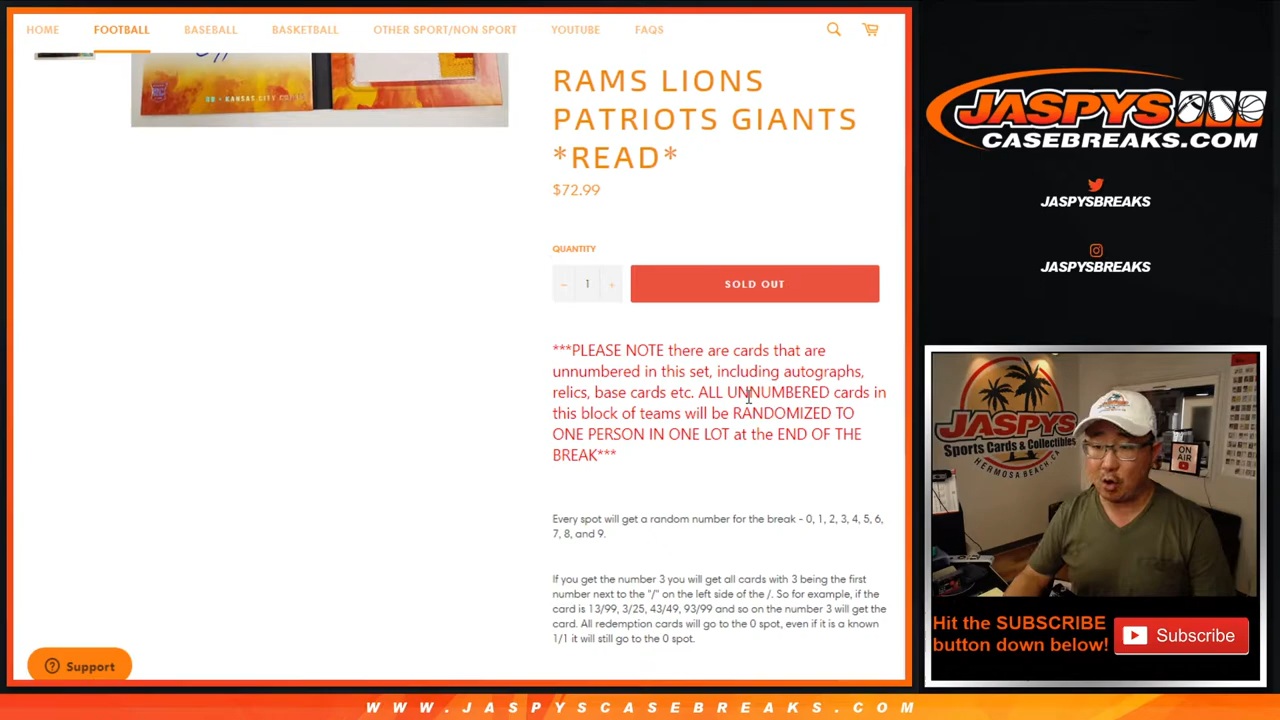 HOME FOOTBALL BASEBALL BASKETBALL OTHER SPORT/NON SPORT YOUTUBE FAQS
RAMS LIONS
PATRIOTS GIANTS
*READ*
$72.99
QUANTITY
− 1 +
SOLD OUT
***PLEASE NOTE there are cards that are
unnumbered in this set, including autographs,
relics, base cards etc. ALL UNNUMBERED cards in
this block of teams will be RANDOMIZED TO
ONE PERSON IN ONE LOT at the END OF THE
BREAK***
Every spot will get a random number for the break - 0, 1, 2, 3, 4, 5, 6,
7, 8, and 9.
If you get the number 3 you will get all cards with 3 being the first
number next to the "/" on the left side of the /. So for example, if the
card is 13/99, 3/25, 43/49, 93/99 and so on the number 3 will get the
card. All redemption cards will go to the 0 spot, even if it is a known
1/1 it will still go to the 0 spot.
Support
JASPYS
CASEBREAKS.COM
JASPYSBREAKS
JASPYSBREAKS
JASPY'S
Sports Cards & Collectibles
HERMOSA BEACH, CA
ON
AIR
Hit the SUBSCRIBE
button down below!
Subscribe
WWW.JASPYSCASEBREAKS.COM